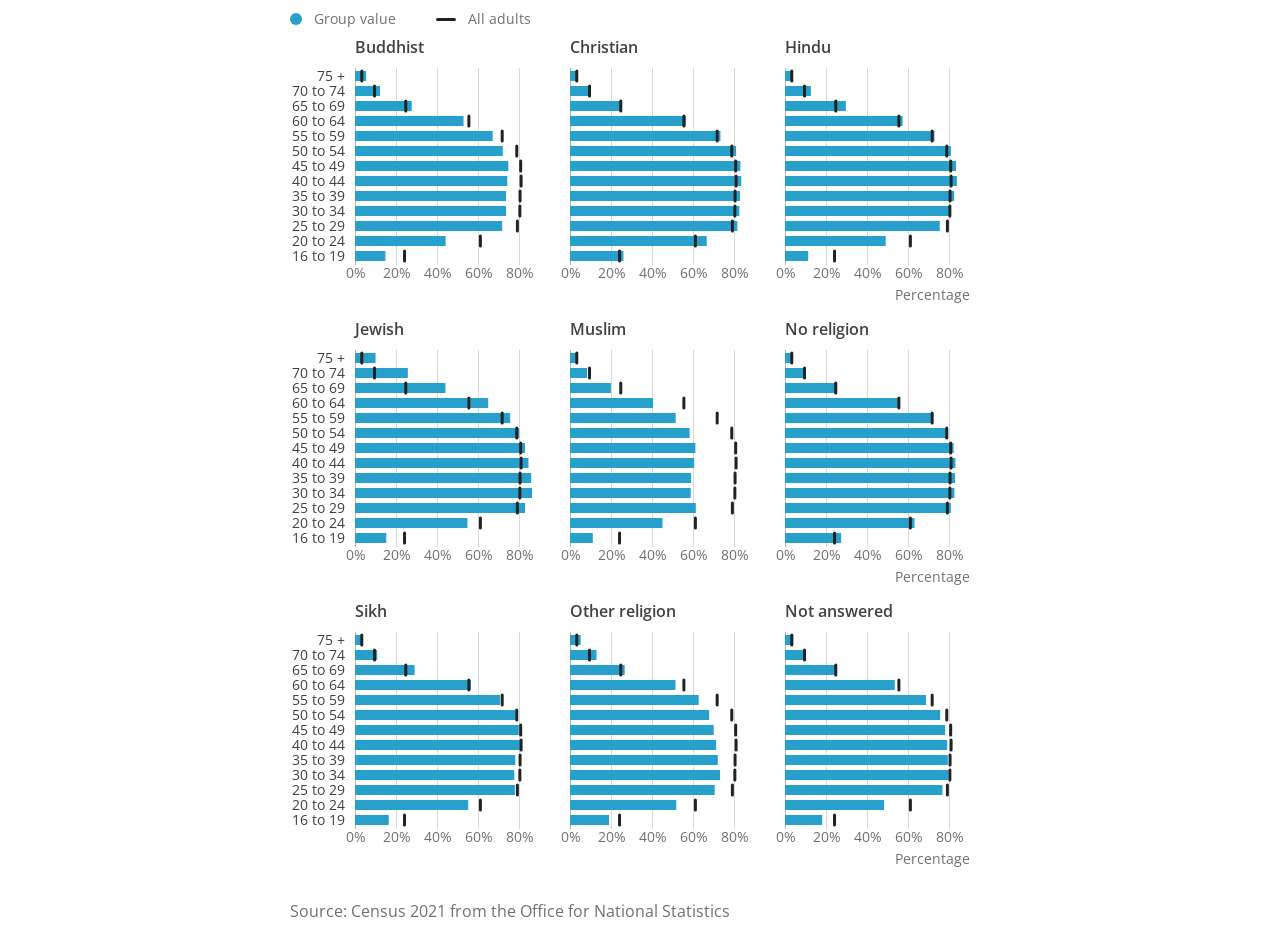 Group value All adults
Buddhist Christian Hindu
75 +
70 to 74
65 to 69
60 to 64
55 to 59
50 to 54
45 to 49
40 to 44
35 to 39
30 to 34
25 to 29
20 to 24
16 to 19
0% 20% 40% 60% 80% 0% 20% 40% 60% 80% 0% 20% 40% 60% 80%
Percentage
Jewish Muslim No religion
75 +
70 to 74
65 to 69
60 to 64
55 to 59
50 to 54
45 to 49
40 to 44
35 to 39
30 to 34
25 to 29
20 to 24
16 to 19
0% 20% 40% 60% 80% 0% 20% 40% 60% 80% 0% 20% 40% 60% 80%
Percentage
Sikh Other religion Not answered
75 +
70 to 74
65 to 69
60 to 64
55 to 59
50 to 54
45 to 49
40 to 44
35 to 39
30 to 34
25 to 29
20 to 24
16 to 19
0% 20% 40% 60% 80% 0% 20% 40% 60% 80% 0% 20% 40% 60% 80%
Percentage
Source: Census 2021 from the Office for National Statistics